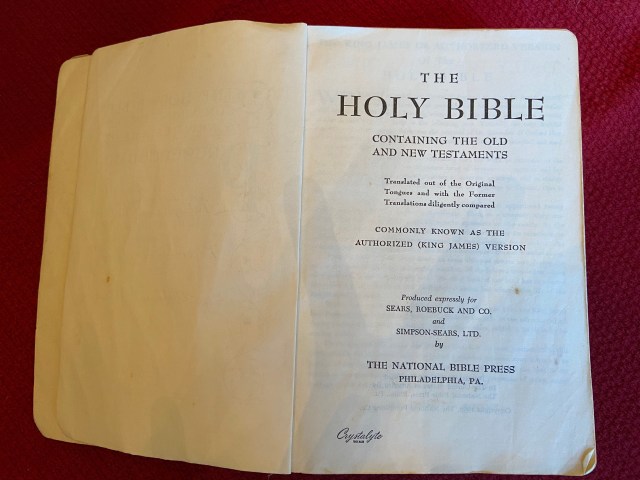 THE
HOLY BIBLE
CONTAINING THE OLD
AND NEW TESTAMENTS
Translated out of the Original
Tongues and with the Former
Translations diligently compared
COMMONLY KNOWN AS THE
AUTHORIZED (KING JAMES) VERSION
Produced expressly for
SEARS, ROEBUCK AND CO.
and
SIMPSON-SEARS, LTD.
by
THE NATIONAL BIBLE PRESS
PHILADELPHIA, PA.
Crystalyte